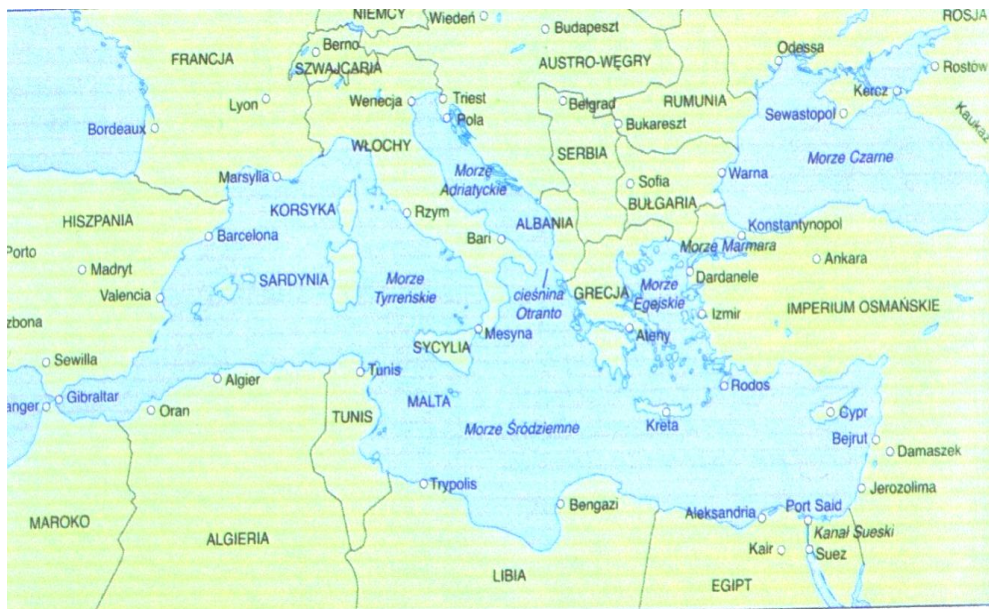 NIEMCY
Wiedeń
ROSJA
Budapeszt
Berno
FRANCJA
SZWAJCARIA
AUSTRO-WĘGRY
Odessa
Rostów
Lyon
Wenecja
Triest
Belgrad
RUMUNIA
Kercz
Pola
Sewastopol
Kaukaz
Bordeaux
Bukareszt
WŁOCHY
SERBIA
Morze Czarne
Morze
Adriatyckie
Marsylla
Sofia
Warna
KORSYKA
Rzym
BUŁGARIA
HISZPANIA
ALBANIA
Konstantynopol
Barcelona
Bari
Morze Marmara
Porto
Madryt
Ankara
SARDYNIA
Morze
Tyrreńskie
Dardanele
Valencia
cieśnina
Otranto
GRECJA
Morze
Egejskie
IMPERIUM OSMAŃSKIE
Izmir
zbona
Mesyna
Ateny
SYCYLIA
Sewilla
Tunis
Algier
Rodos
Gibraltar
anger
Oran
MALTA
TUNIS
Cypr
Kreta
Morze Śródziemne
Bejrut
Damaszek
Trypolis
Jerozolima
Bengazi
Aleksandria
Port Said
MAROKO
Kanał Sueski
ALGIERIA
Kair
Suez
LIBIA
EGIPT